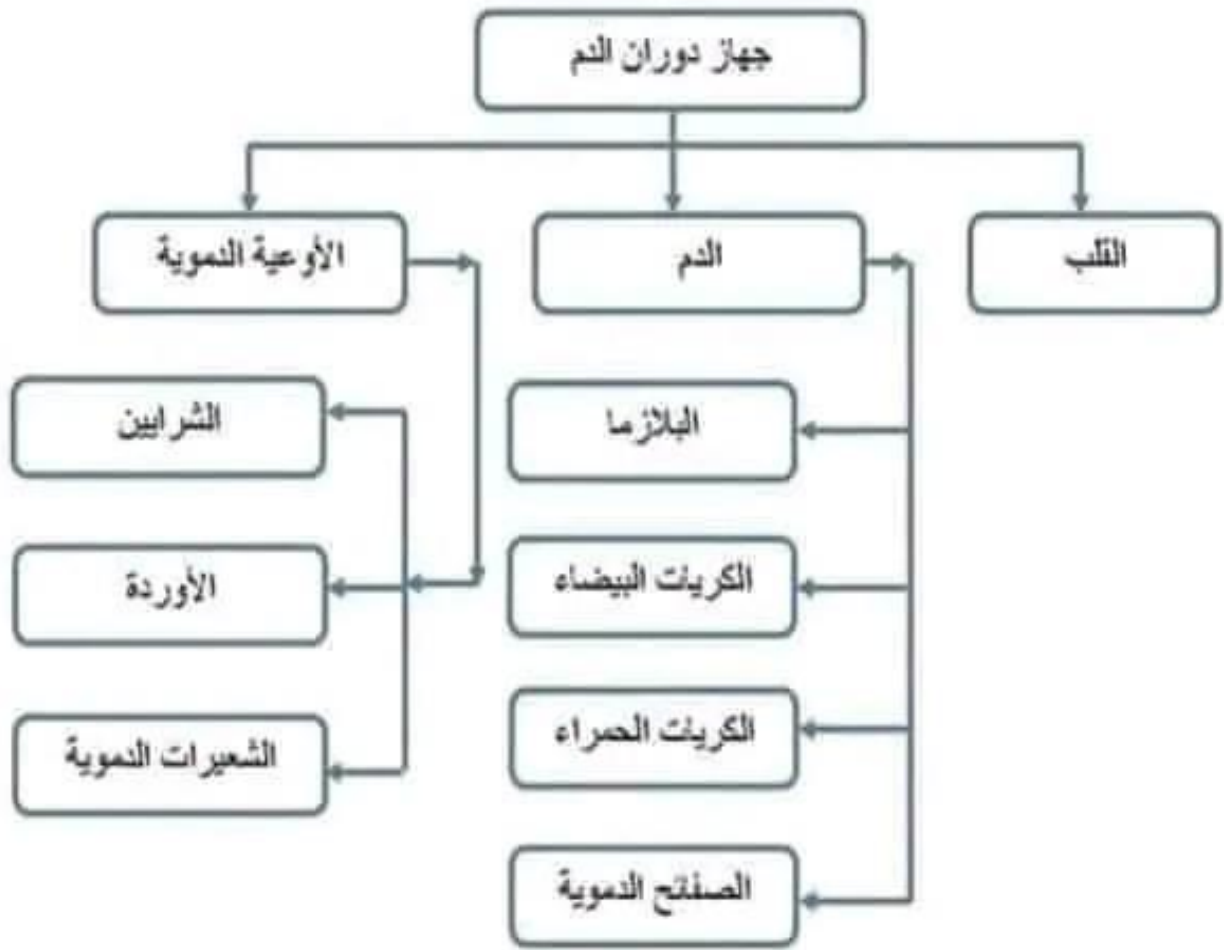 جهاز دوران الدم
القلب
الدم
الأوعية الدموية
البلازما
الكريات البيضاء
الكريات الحمراء
الصفائح الدموية
الشرايين
الأوردة
الشعيرات الدموية